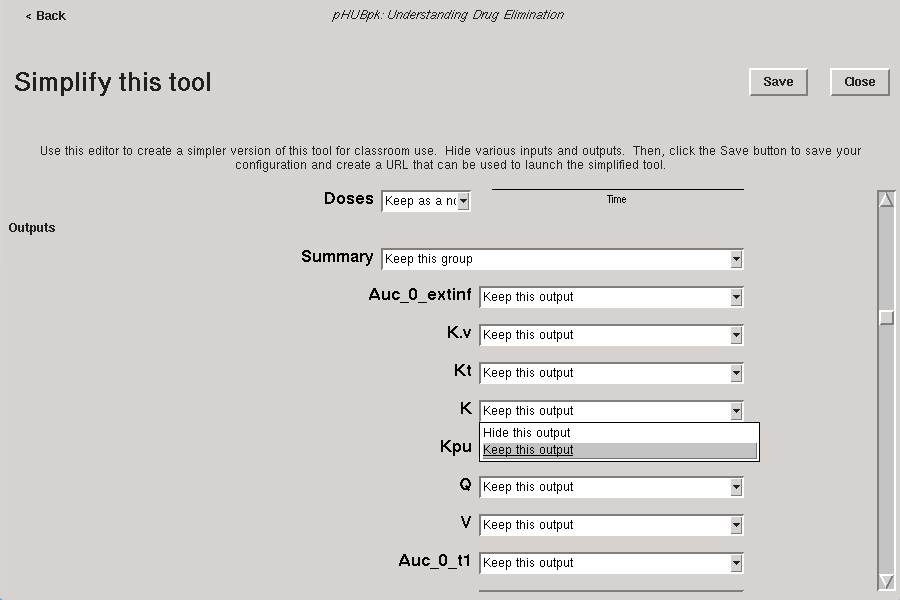 < Back
pHUBpk: Understanding Drug Elimination
Simplify this tool
Save
Close
Use this editor to create a simpler version of this tool for classroom use. Hide various inputs and outputs. Then, click the Save button to save your
configuration and create a URL that can be used to launch the simplified tool.
Doses Keep as a no
Time
Outputs
Summary Keep this group
Auc_0_extinf Keep this output
K.v Keep this output
Kt Keep this output
K Keep this output
Hide this output
Kpu Keep this output
Q Keep this output
V Keep this output
Auc_0_t1 Keep this output